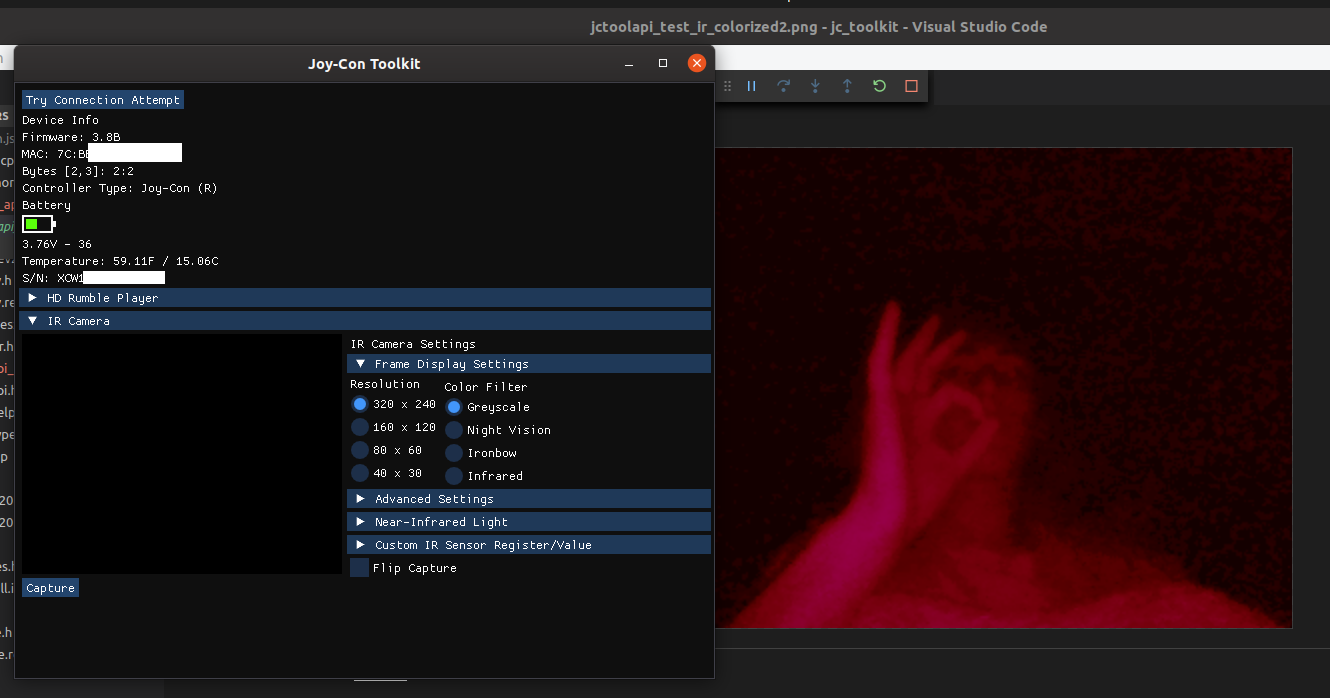 jctoolapi_test_ir_colorized2.png - jc_toolkit - Visual Studio Code
Joy-Con Toolkit
Try Connection Attempt
Device Info
Firmware: 3.8B
MAC: 7C:BB
Bytes [2,3]: 2:2
Controller Type: Joy-Con (R)
Battery
3.76V - 36
Temperature: 59.11F / 15.06C
S/N: XCW1
HD Rumble Player
IR Camera
IR Camera Settings
Frame Display Settings
Resolution
320 x 240
160 x 120
80 x 60
40 x 30
Color Filter
Greyscale
Night Vision
Ironbow
Infrared
Advanced Settings
Near-Infrared Light
Custom IR Sensor Register/Value
Flip Capture
Capture